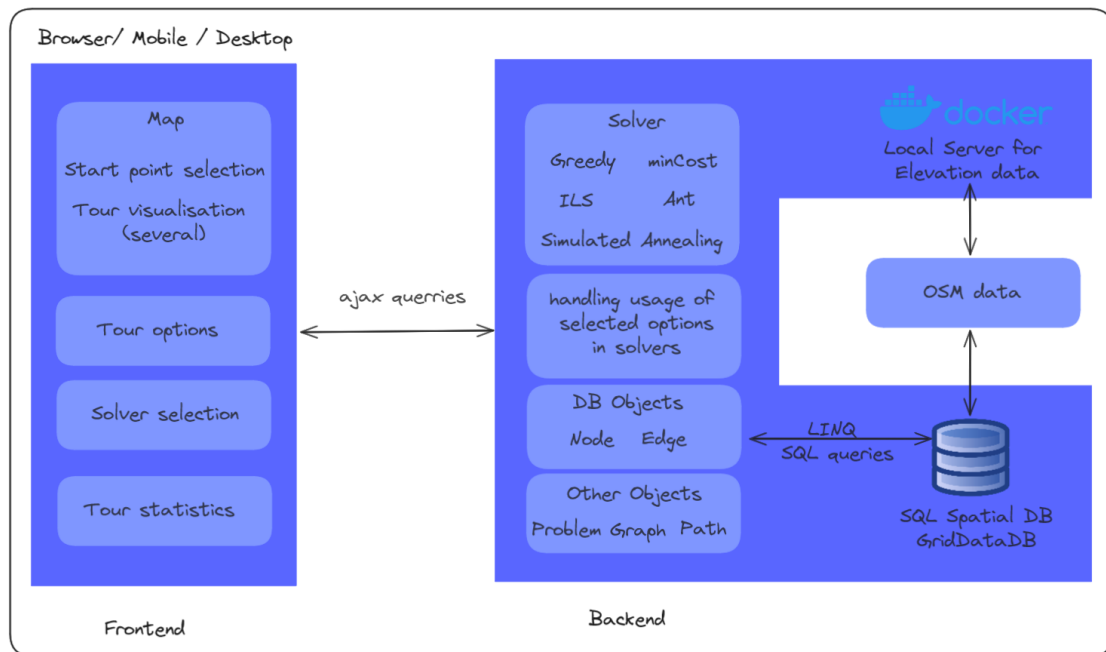 Browser/ Mobile / Desktop
Map
Start point selection
Tour visualisation
(several)
Tour options
Solver selection
Tour statistics
Frontend
ajax querries
Solver
Greedy minCost
ILS Ant
Simulated Annealing
handling usage of
selected options
in solvers
DB Objects
Node Edge
Other Objects
Problem Graph Path
Backend
docker
Local Server for
Elevation data
OSM data
LINQ
SQL queries
SQL Spatial DB
GridDataDB